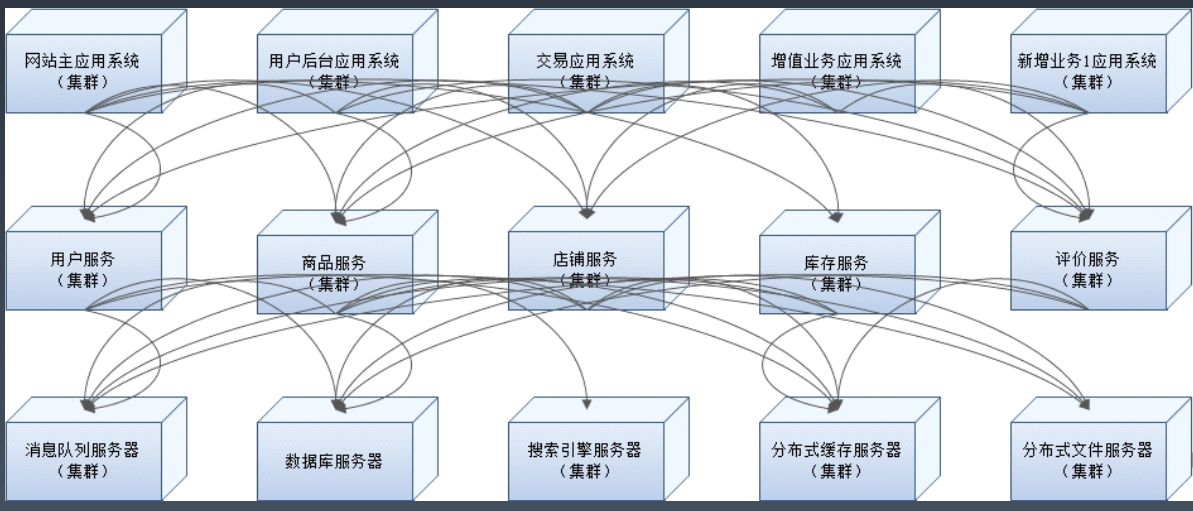 网站主应用系统
（集群）
用户后台应用系统
（集群）
交易应用系统
（集群）
增值业务应用系统
（集群）
新增业务1应用系统
（集群）
用户服务
（集群）
商品服务
（集群）
店铺服务
（集群）
库存服务
（集群）
评价服务
（集群）
消息队列服务器
（集群）
数据库服务器
搜索引擎服务器
（集群）
分布式缓存服务器
（集群）
分布式文件服务器
（集群）